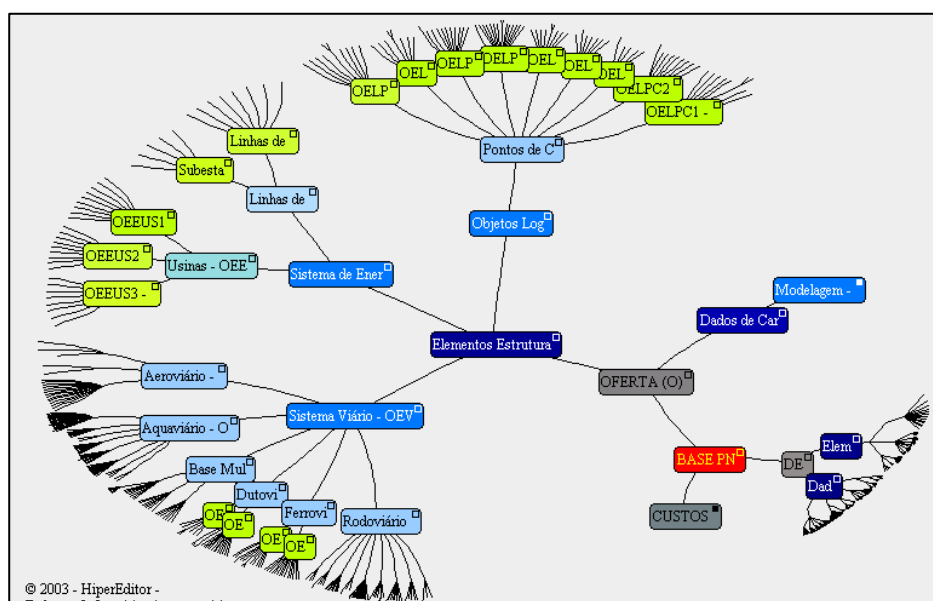 OELP
OEL
OELP
OELP
OEL
OEL
OEL
OELPC2
OELPC1 -
Pontos de C
Linhas de
Subesta
Linhas de
Objetos Log
OEEUS1
OEEUS2
OEEUS3 -
Usinas - OEE
Sistema de Ener
Modelagem -
Dados de Car
Elementos Estrutura
OFERTA (O)
Aeroviário -
Sistema Viário - OEV
Aquaviário - O
Base Mul
Dutovi
Ferrovi
Rodoviário
OE
OE
OE
OE
BASE PN
DE
Elem
Dad
CUSTOS
© 2003 - HiperEditor -